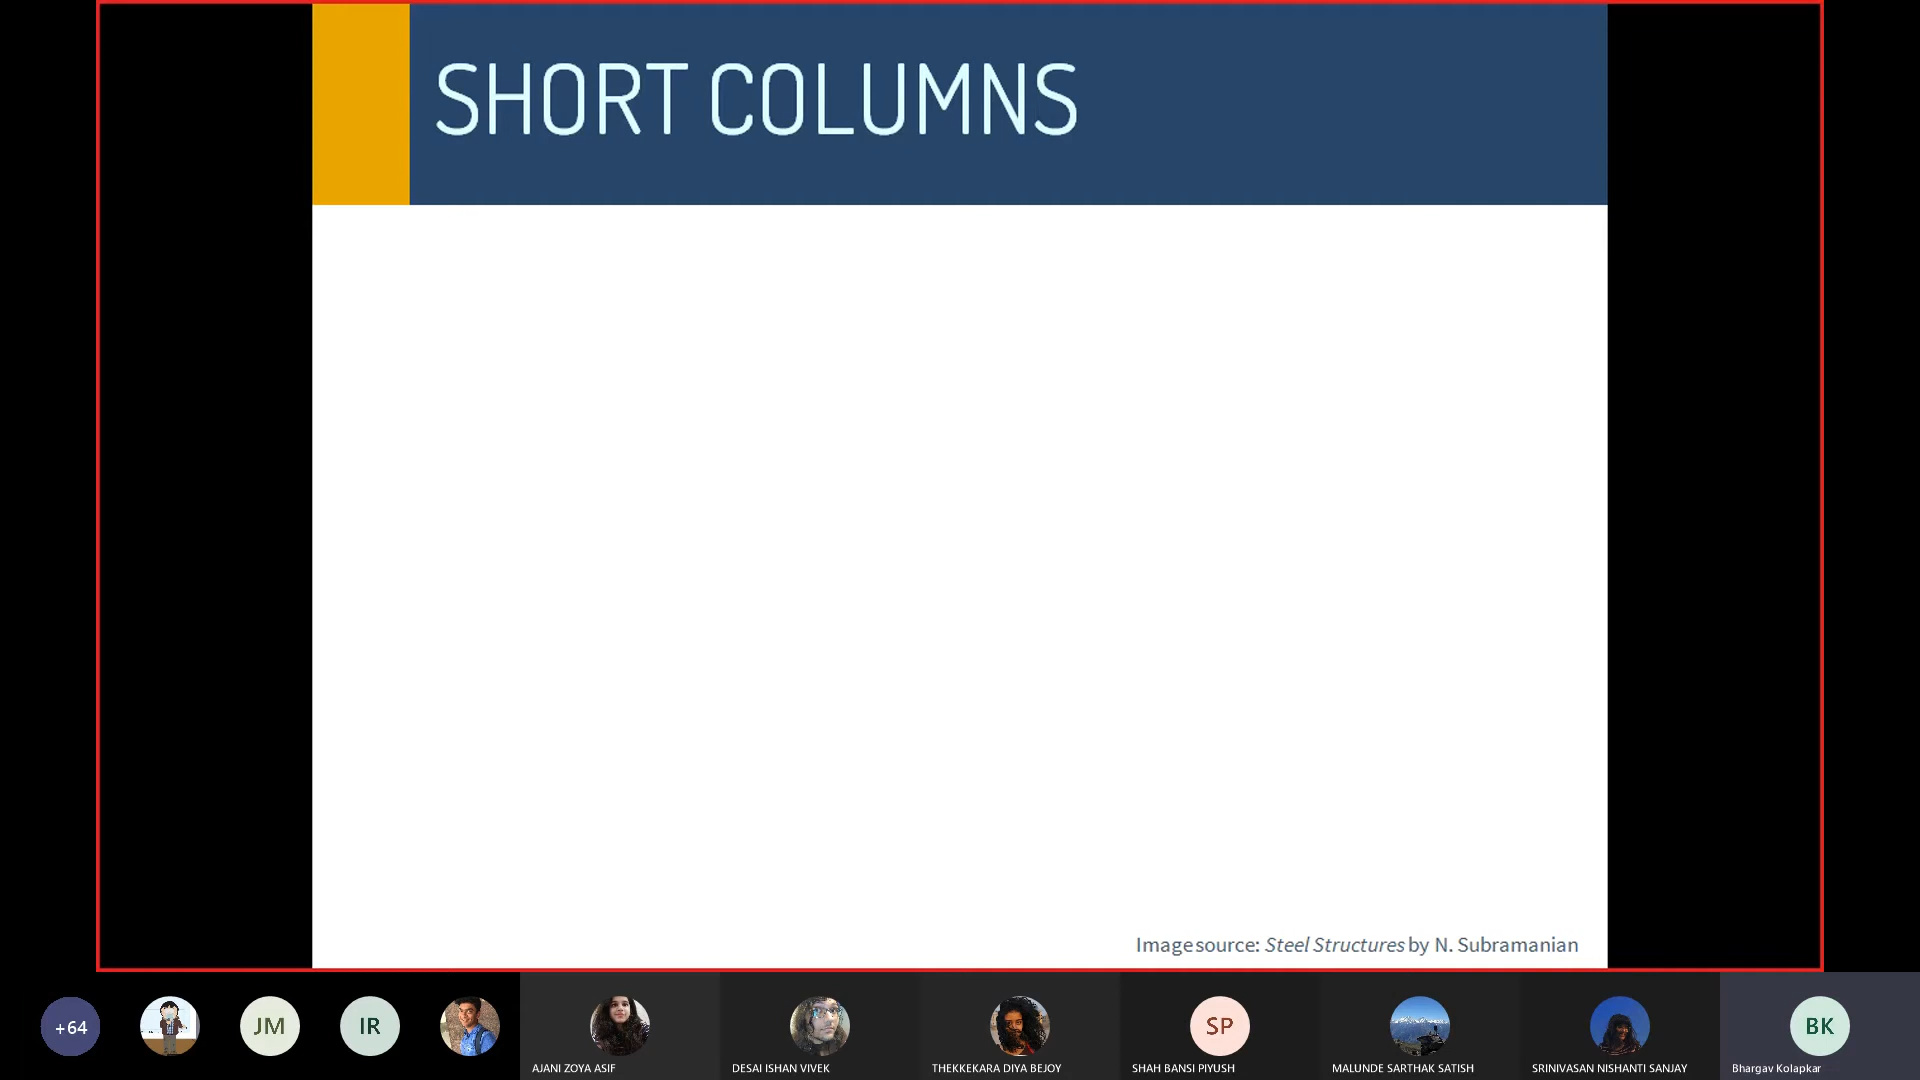 SHORT COLUMNS
Image source: Steel Structures by N. Subramanian
+64
JM
IR
SP
BK
AJANI ZOYA ASIF
DESAI ISHAN VIVEK
THEKKEKARA DIYA BEJOY
SHAH BANSI PIYUSH
MALUNDE SARTHAK SATISH
SRINIVASAN NISHANTI SANJAY
Bhargav Kolapkar